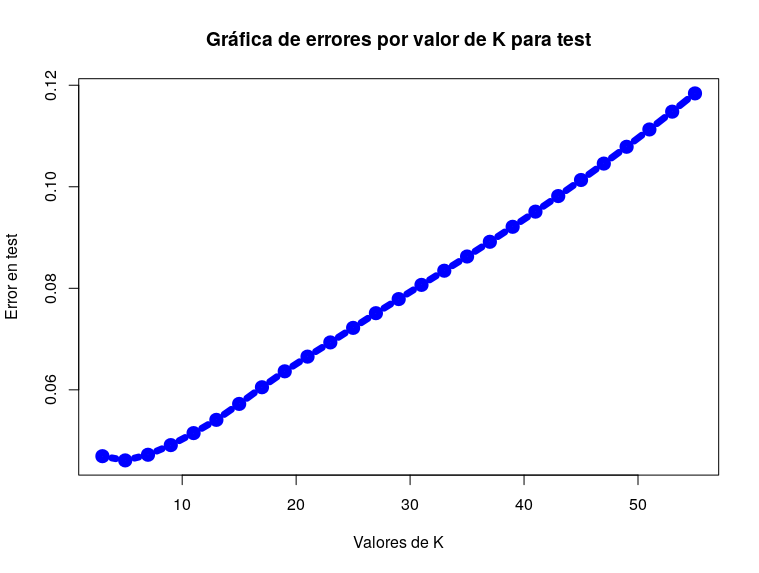 Gráfica de errores por valor de K para test
Error en test
0.12
0.10
0.08
0.06
10 20 30 40 50
Valores de K